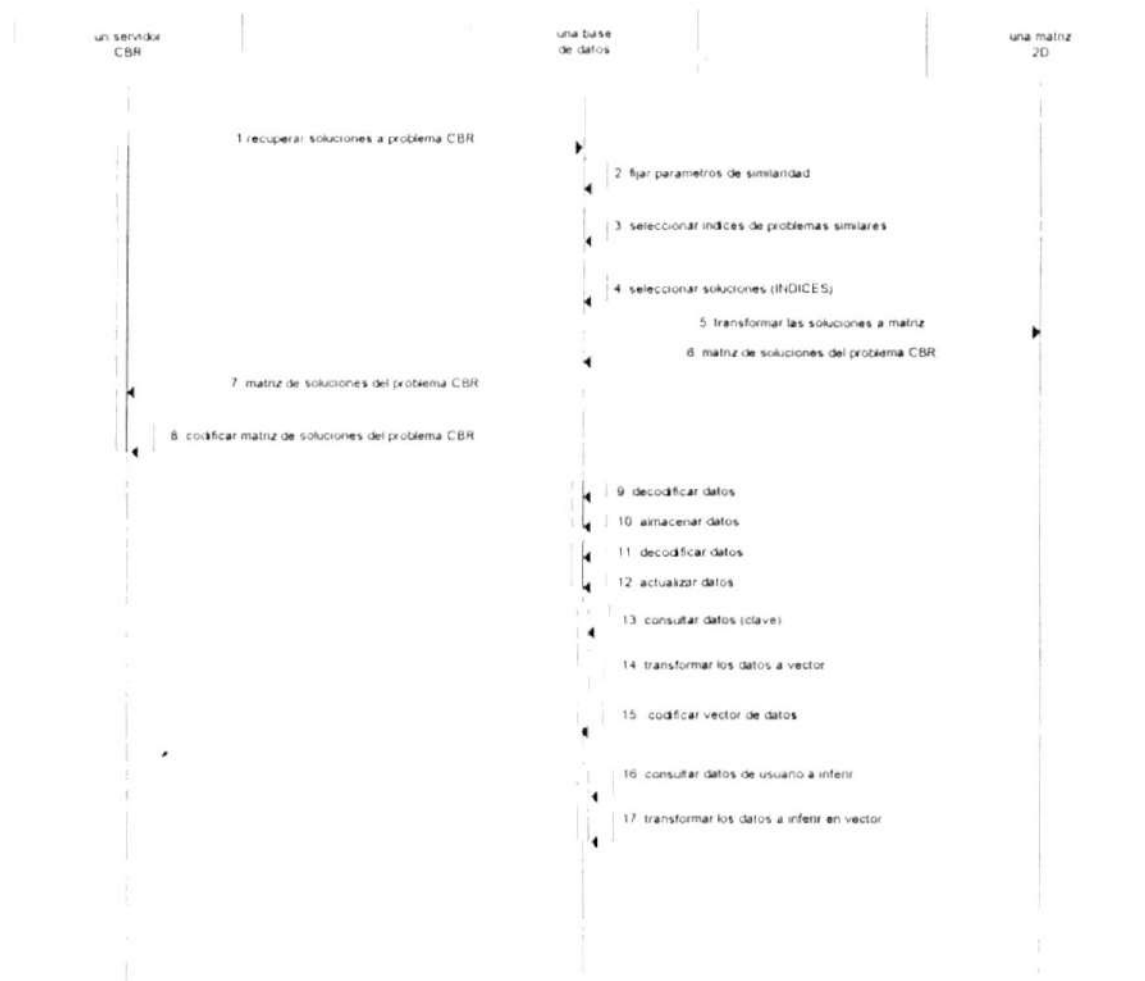 un servidor
CBR
una base
de datos
una matriz
2D
1 recuperar soluciones a problema CBR
2 fijar parametros de similaridad
3 seleccionar indices de problemas similares
4 seleccionar soluciones (INDICES)
5 transformar las soluciones a matriz
6 matriz de soluciones del problema CBR
7 matriz de soluciones del problema CBR
8 codificar matriz de soluciones del problema CBR
9 decodificar datos
10 almacenar datos
11 decodificar datos
12 actualizar datos
13 consultar datos (clave)
14 transformar los datos a vector
15 codificar vector de datos
16 consultar datos de usuario a inferir
17 transformar los datos a inferir en vector